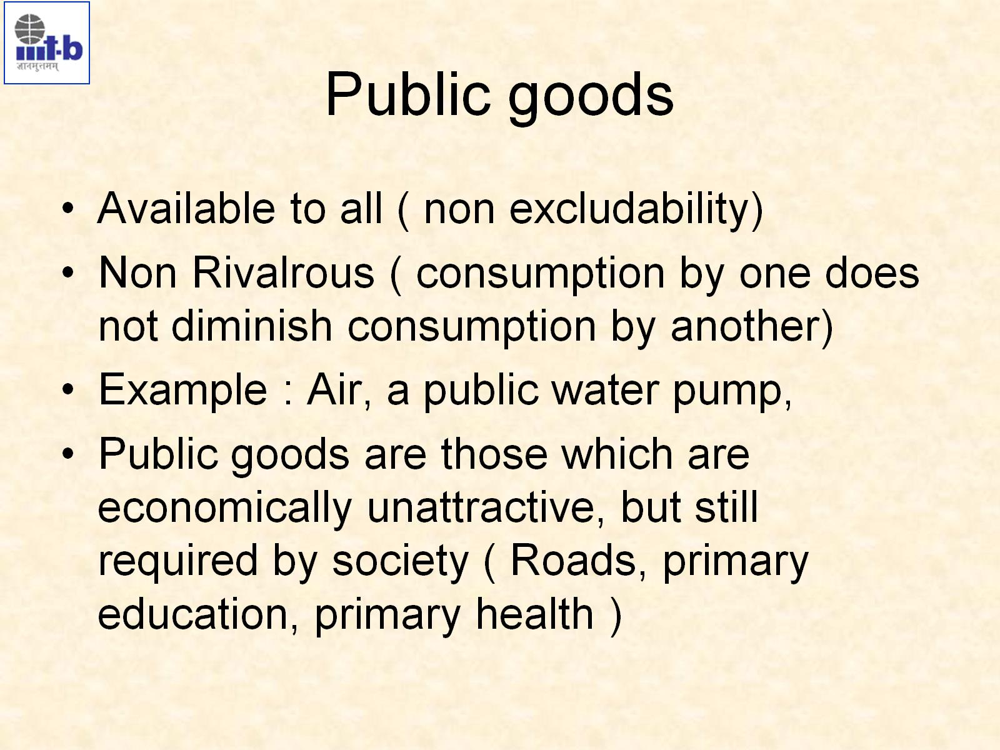 iiit-b
ज्ञानमुत्तमम्
Public goods
• Available to all ( non excludability)
• Non Rivalrous ( consumption by one does
not diminish consumption by another)
• Example : Air, a public water pump,
• Public goods are those which are
economically unattractive, but still
required by society ( Roads, primary
education, primary health )